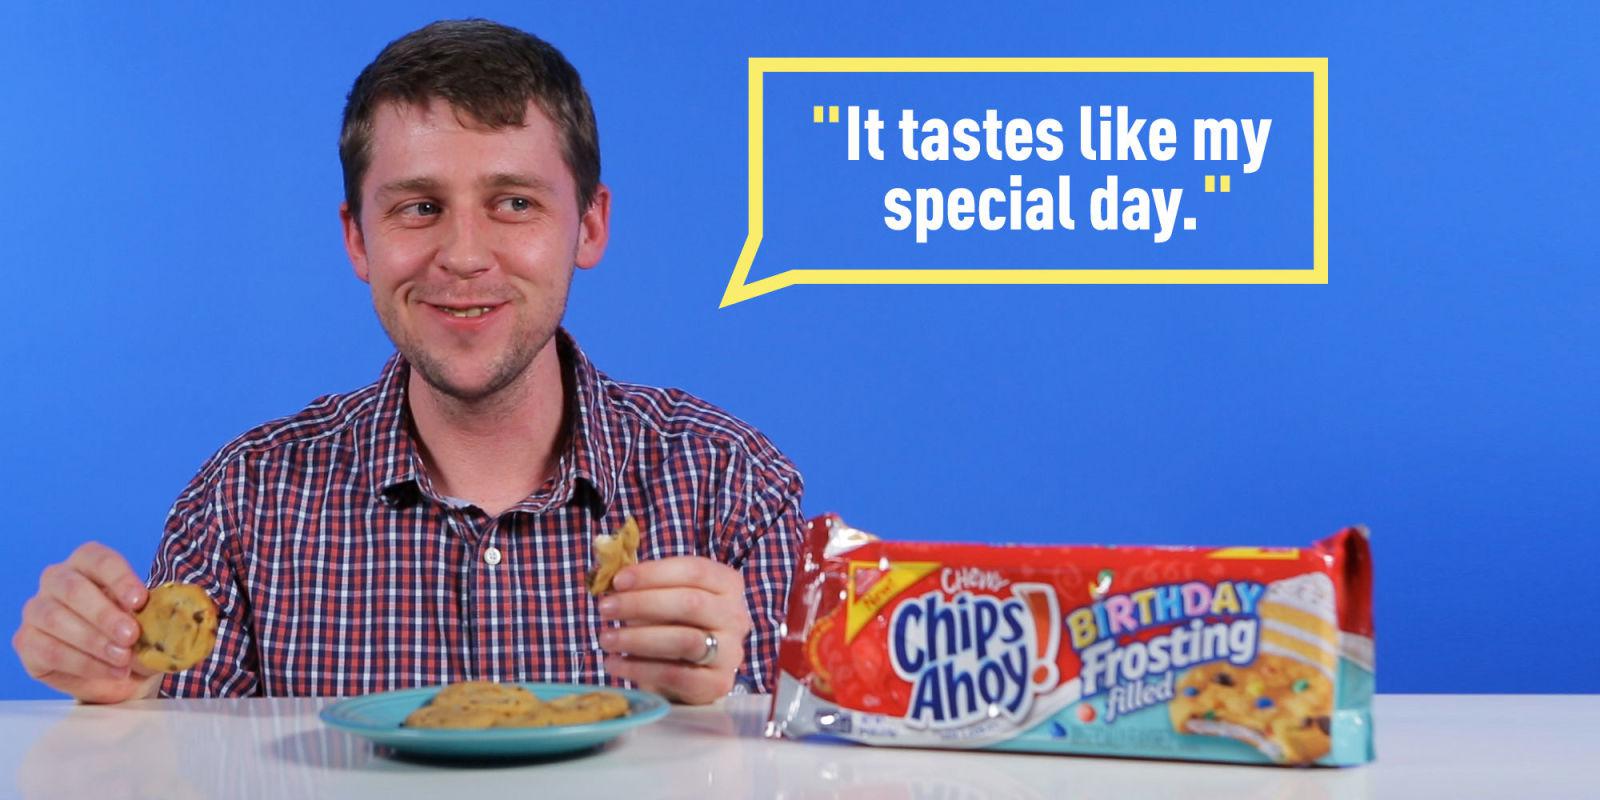 "It tastes like my
special day."
New!
CHEWY
Chips
Ahoy!
BIRTHDAY
Frosting
filled